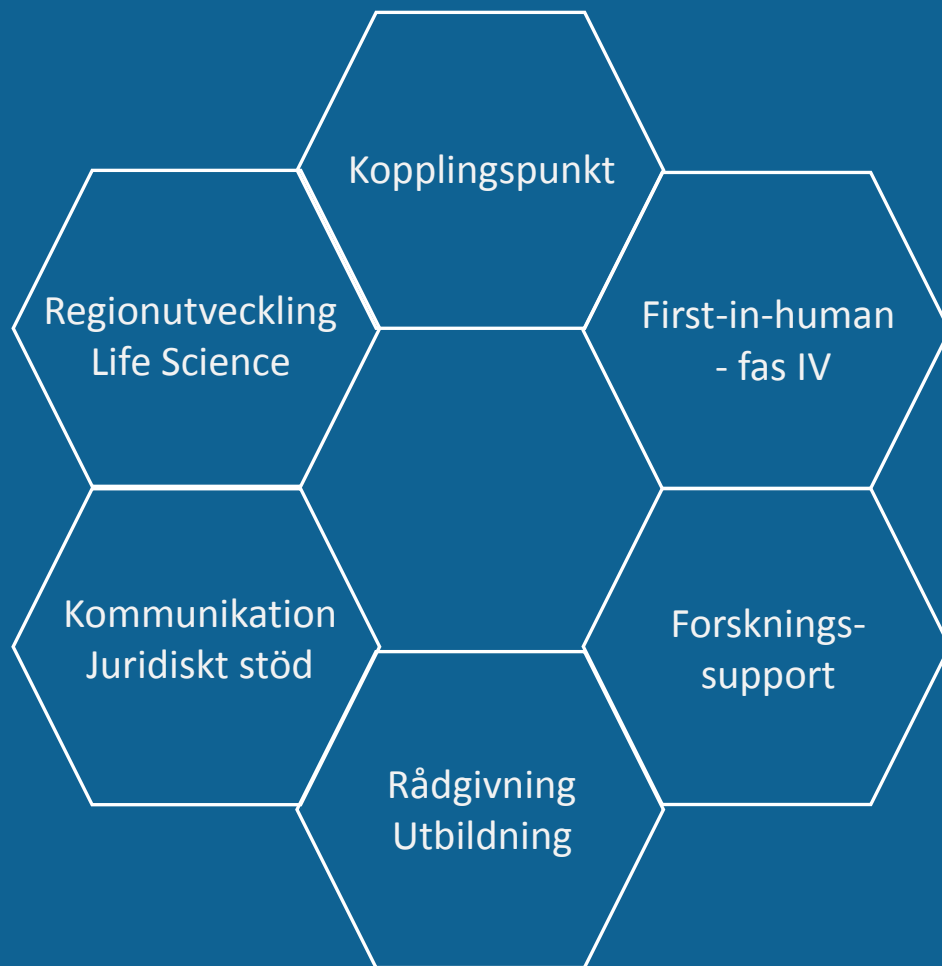 Kopplingspunkt
Regionutveckling
Life Science
First-in-human
- fas IV
Kommunikation
Juridiskt stöd
Forsknings-
support
Rådgivning
Utbildning